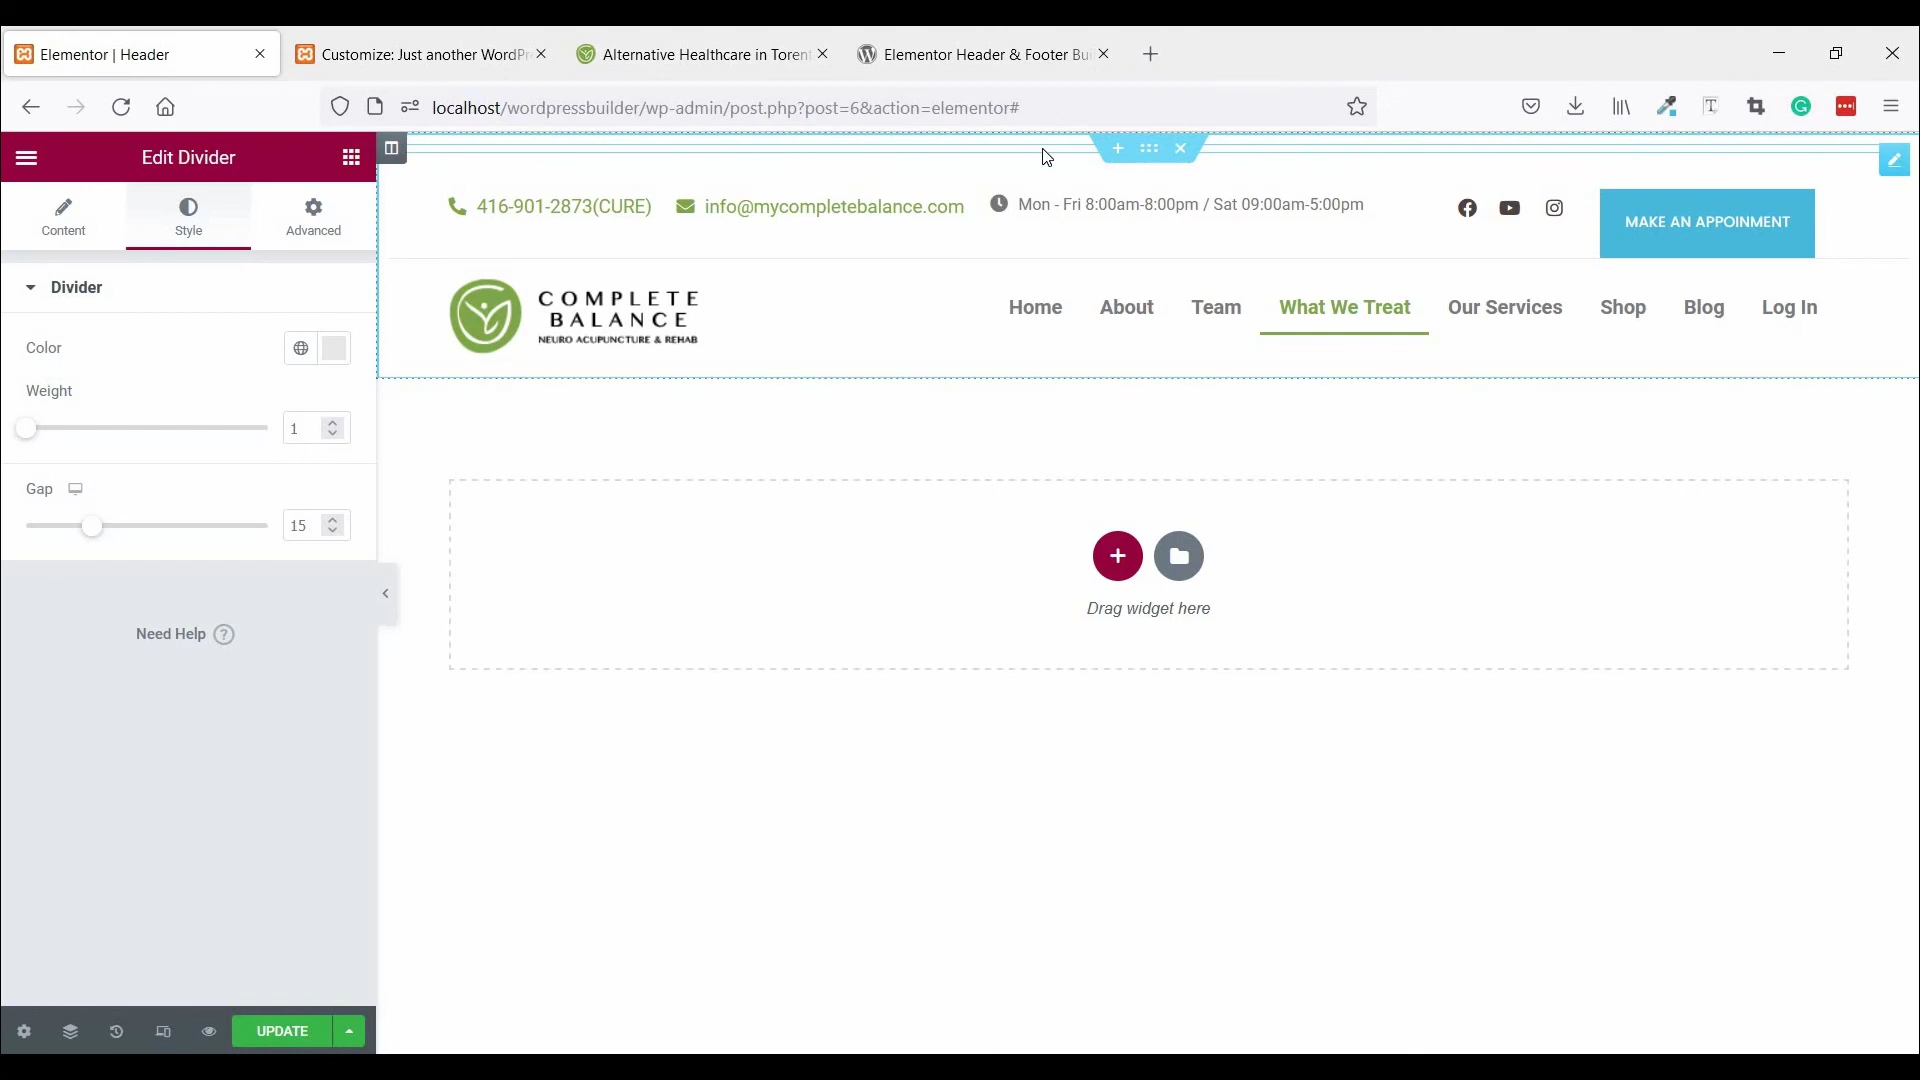 Elementor | Header
Customize: Just another WordPr
Alternative Healthcare in Toront
Elementor Header & Footer Bui
localhost/wordpressbuilder/wp-admin/post.php?post=6&action=elementor#
Edit Divider
Content
Style
Advanced
Divider
Color
Weight
1
Gap
15
Need Help ?
UPDATE
416-901-2873(CURE)
info@mycompletebalance.com
Mon - Fri 8:00am-8:00pm / Sat 09:00am-5:00pm
MAKE AN APPOINMENT
COMPLETE
BALANCE
NEURO ACUPUNCTURE & REHAB
Home
About
Team
What We Treat
Our Services
Shop
Blog
Log In
Drag widget here